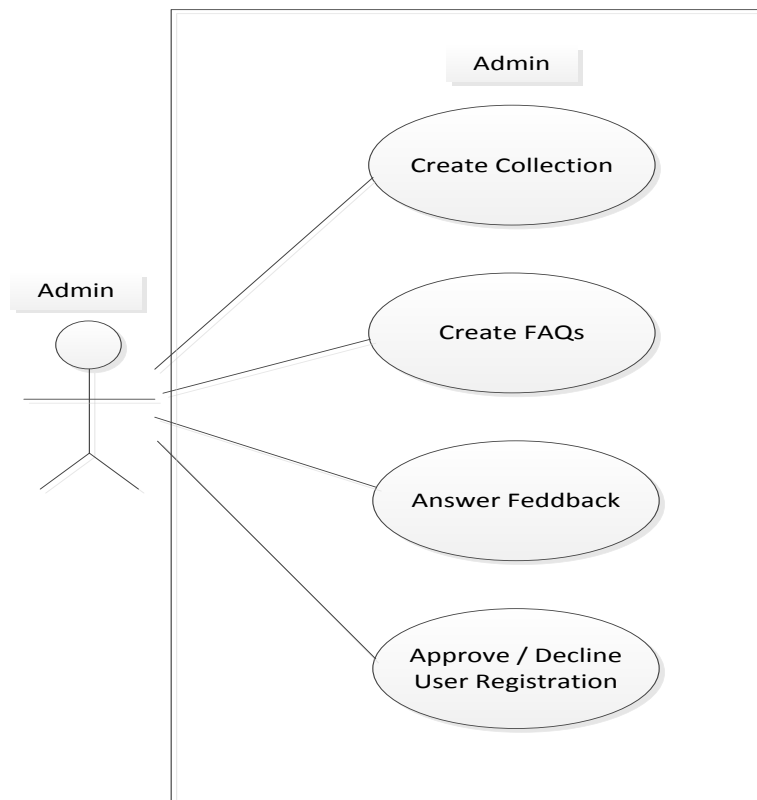 Admin
Create Collection
Admin
Create FAQs
Answer Feddback
Approve / Decline
User Registration